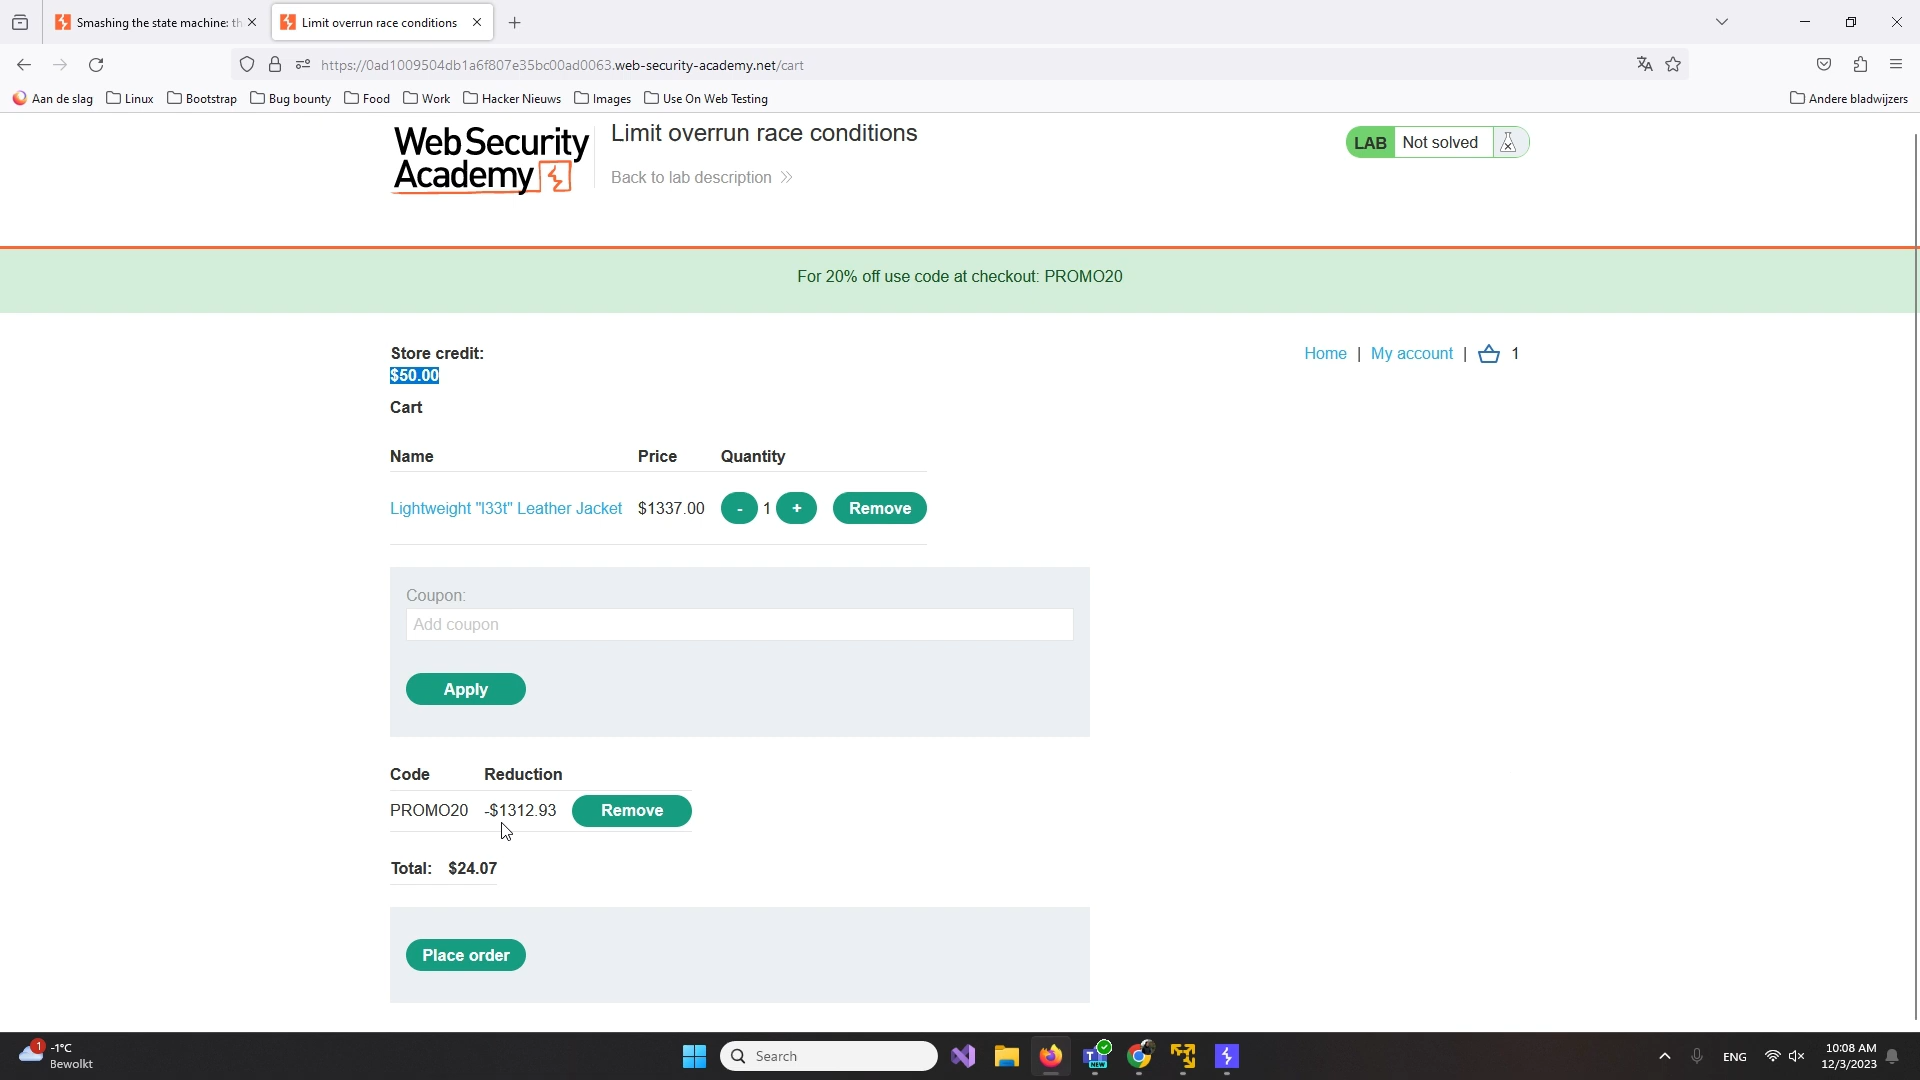 Smashing the state machine: th
Limit overrun race conditions
https://0ad1009504db1a6f807e35bc00ad0063.web-security-academy.net/cart
Aan de slag
Linux
Bootstrap
Bug bounty
Food
Work
Hacker Nieuws
Images
Use On Web Testing
Andere bladwijzers
Web Security
Academy
Limit overrun race conditions
Back to lab description
LAB
Not solved
For 20% off use code at checkout: PROMO20
Store credit:
$50.00
Home | My account | 1
Cart
Name Price Quantity
Lightweight "l33t" Leather Jacket $1337.00 - 1 + Remove
Coupon:
Add coupon
Apply
Code Reduction
PROMO20 -$1312.93 Remove
Total: $24.07
Place order
1
-1°C
Bewolkt
Search
NEW
ENG
10:08 AM
12/3/2023